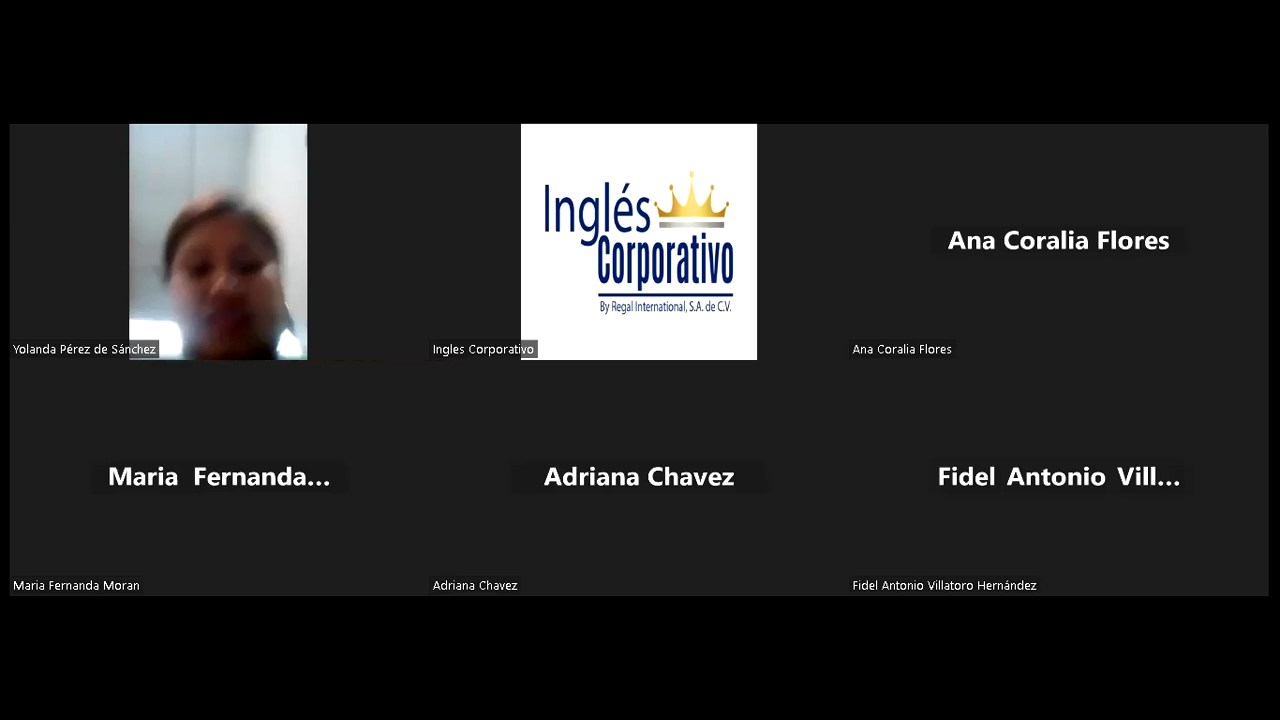 Yolanda Pérez de Sánchez
Inglés
Corporativo
By Regal International, S.A. de C.V.
Ingles Corporativo
Ana Coralia Flores
Ana Coralia Flores
Maria Fernanda...
Maria Fernanda Moran
Adriana Chavez
Adriana Chavez
Fidel Antonio Vill...
Fidel Antonio Villatoro Hernández